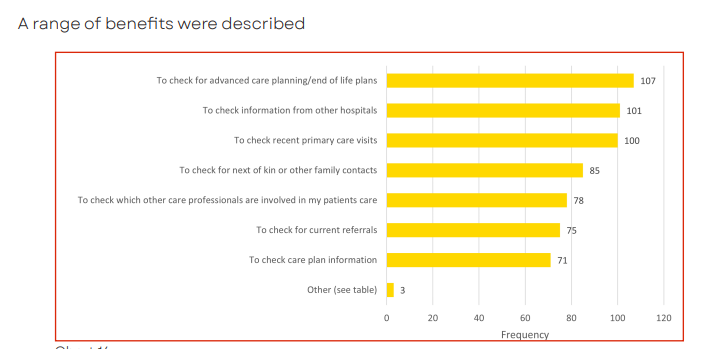 A range of benefits were described
To check for advanced care planning/end of life plans 107
To check information from other hospitals 101
To check recent primary care visits 100
To check for next of kin or other family contacts 85
To check which other care professionals are involved in my patients care 78
To check for current referrals 75
To check care plan information 71
Other (see table) 3
0 20 40 60 80 100 120
Frequency